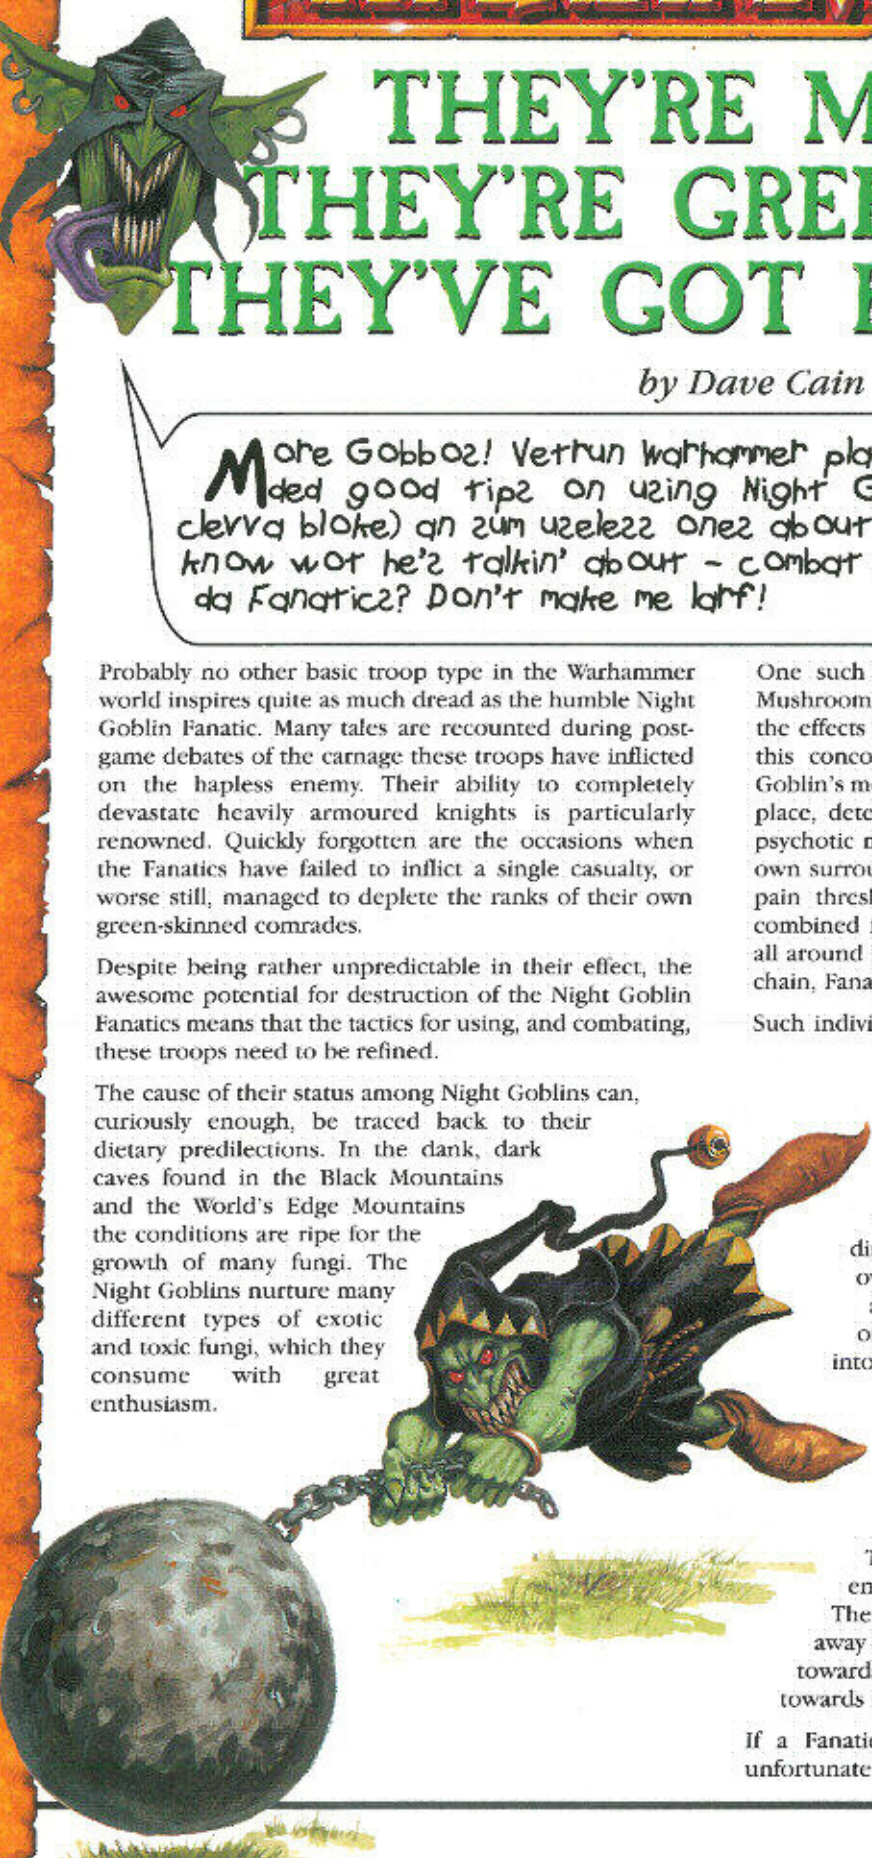 THEY'RE M
THEY'RE GREE
THEY'VE GOT
by Dave Cain
More Gobboz! Vetrun Warhammer pla
ded good tips on uzing Night G
clevva bloke) an zum uzelezz onez about
know wot he'z talkin' about – combat
da Fanaticz? Don't make me larf!
Probably no other basic troop type in the Warhammer
world inspires quite as much dread as the humble Night
Goblin Fanatic. Many tales are recounted during post-
game debates of the carnage these troops have inflicted
on the hapless enemy. Their ability to completely
devastate heavily armoured knights is particularly
renowned. Quickly forgotten are the occasions when
the Fanatics have failed to inflict a single casualty, or
worse still, managed to deplete the ranks of their own
green-skinned comrades.
Despite being rather unpredictable in their effect, the
awesome potential for destruction of the Night Goblin
Fanatics means that the tactics for using, and combating,
these troops need to be refined.
The cause of their status among Night Goblins can,
curiously enough, be traced back to their
dietary predilections. In the dank, dark
caves found in the Black Mountains
and the World's Edge Mountains
the conditions are ripe for the
growth of many fungi. The
Night Goblins nurture many
different types of exotic
and toxic fungi, which they
consume with great
enthusiasm.
One such
Mushroom
the effects
this conco
Goblin's m
place, dete
psychotic m
own surrou
pain thresh
combined
all around
chain, Fana
Such indivi
di
ov
a
o
into
T
en
The
away
toward
towards
If a Fanatic
unfortunate